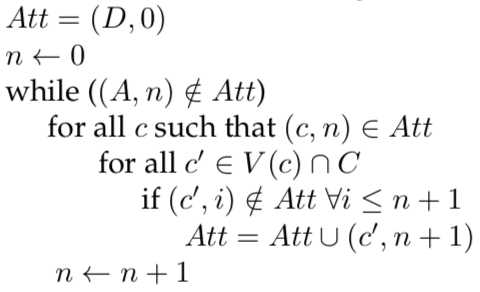 Att = (D, 0)
n ← 0
while ((A, n) ∉ Att)
for all c such that (c, n) ∈ Att
for all c′ ∈ V(c) ∩ C
if (c′, i) ∉ Att ∀i ≤ n + 1
Att = Att ∪ (c′, n + 1)
n ← n + 1